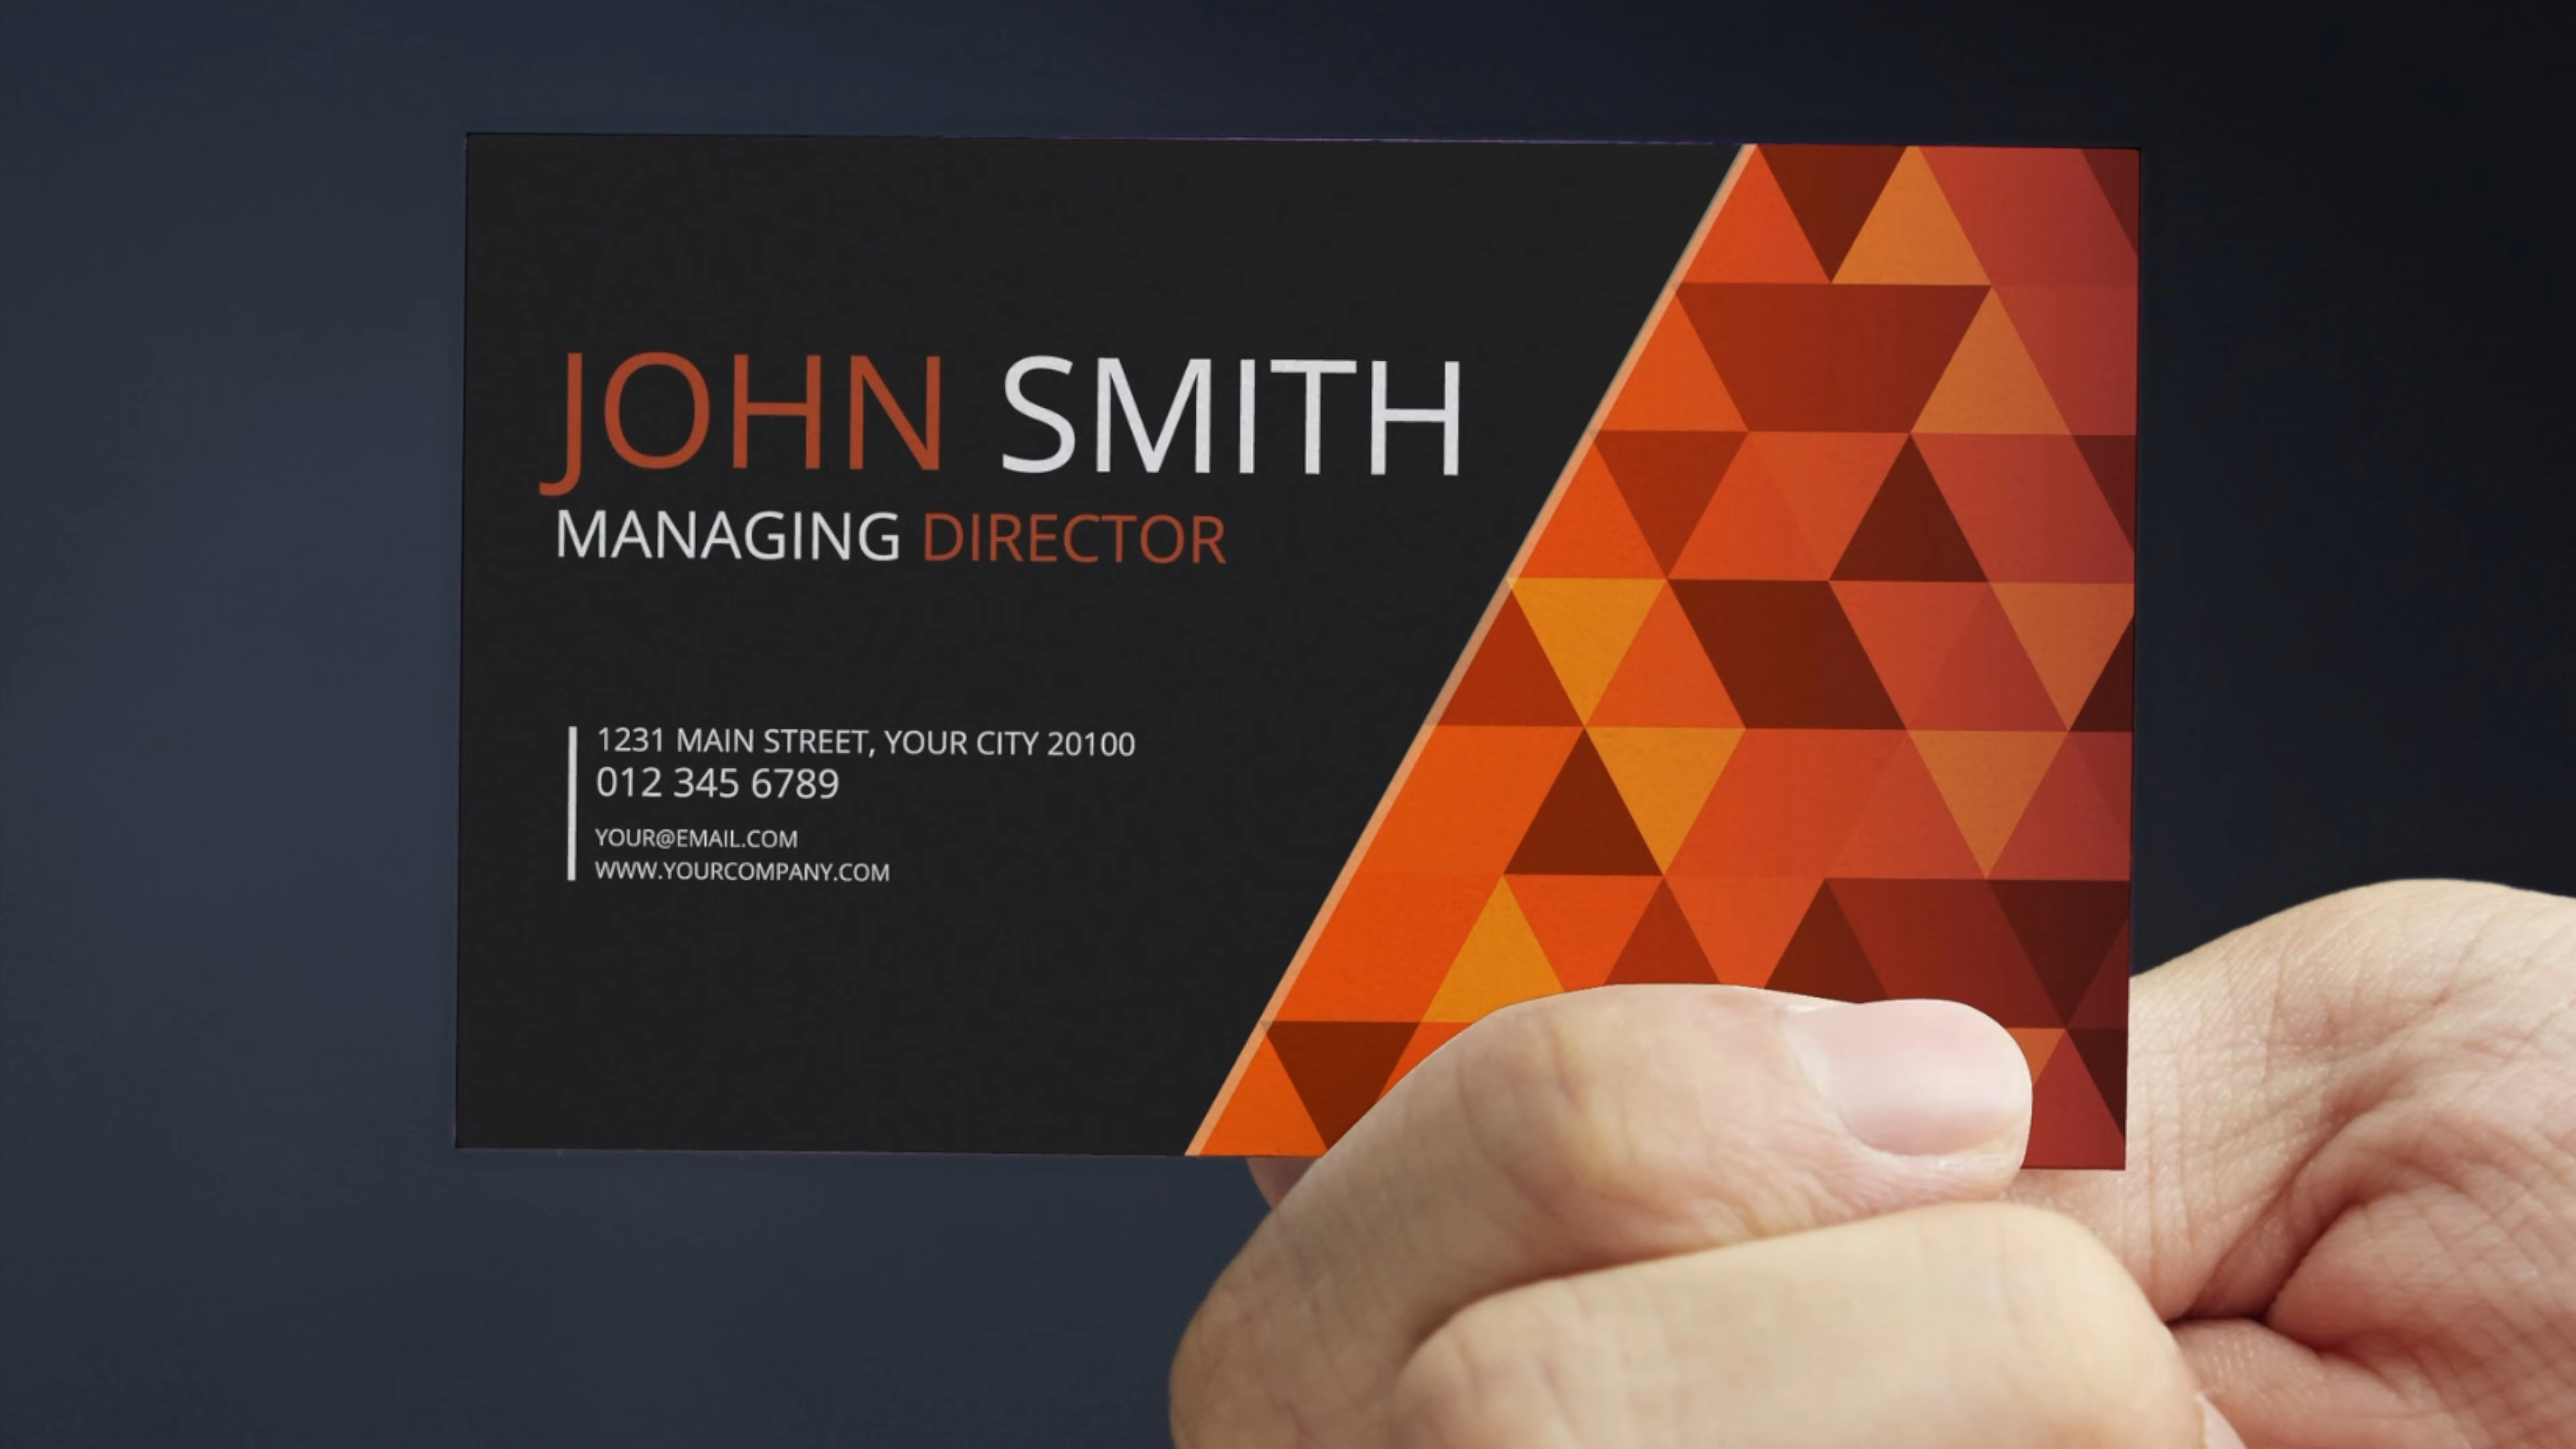 JOHN SMITH
MANAGING DIRECTOR
1231 MAIN STREET, YOUR CITY 20100
012 345 6789
YOUR@EMAIL.COM
WWW.YOURCOMPANY.COM